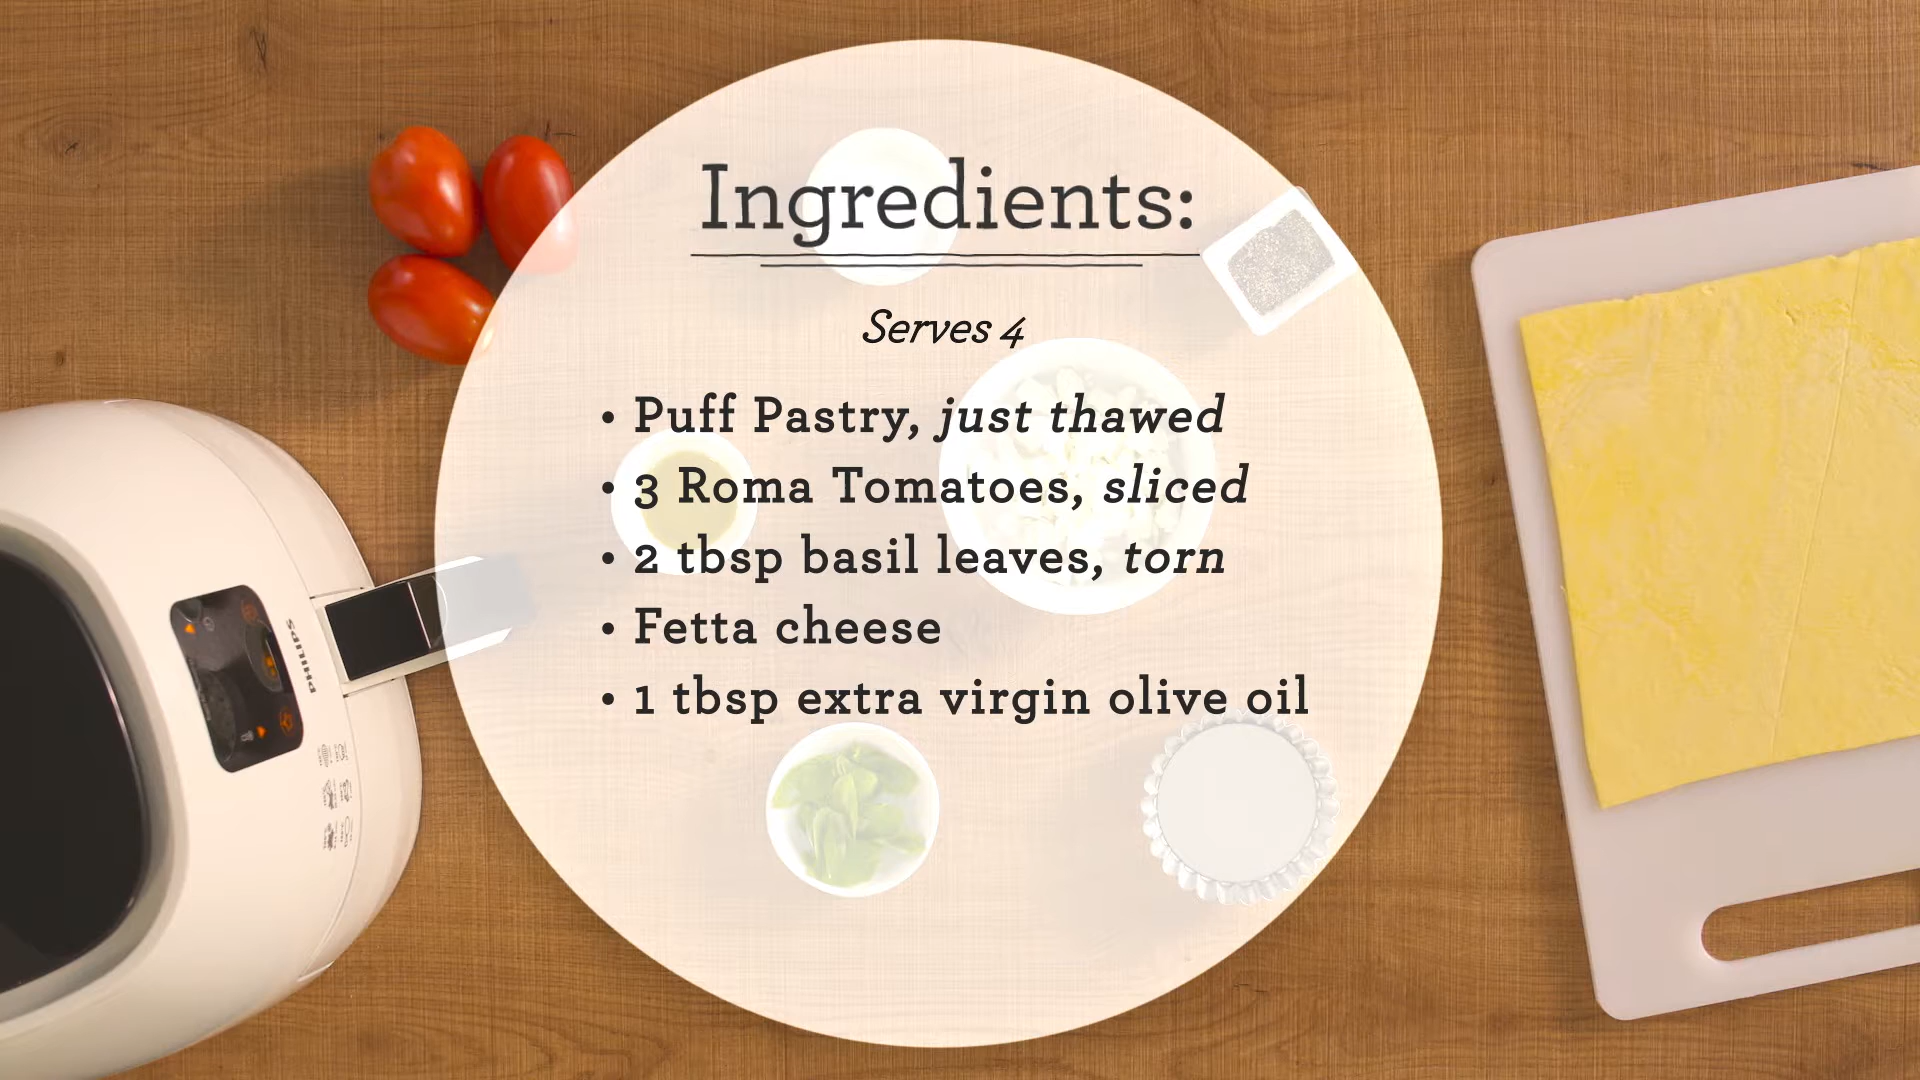 Ingredients:
Serves 4
• Puff Pastry, just thawed
• 3 Roma Tomatoes, sliced
• 2 tbsp basil leaves, torn
• Fetta cheese
• 1 tbsp extra virgin olive oil
PHILIPS